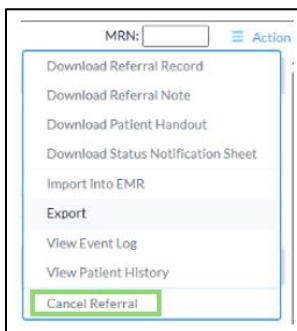 MRN: Action
Download Referral Record
Download Referral Note
Download Patient Handout
Download Status Notification Sheet
Import into EMR
Export
View Event Log
View Patient History
Cancel Referral